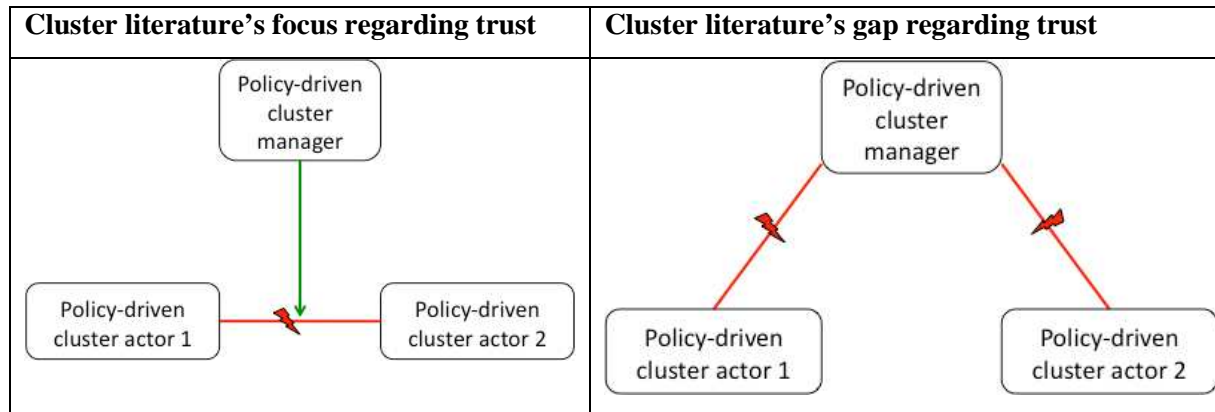 Cluster literature’s focus regarding trust
Policy-driven
cluster
manager
Policy-driven
cluster actor 1
Policy-driven
cluster actor 2
Cluster literature’s gap regarding trust
Policy-driven
cluster
manager
Policy-driven
cluster actor 1
Policy-driven
cluster actor 2